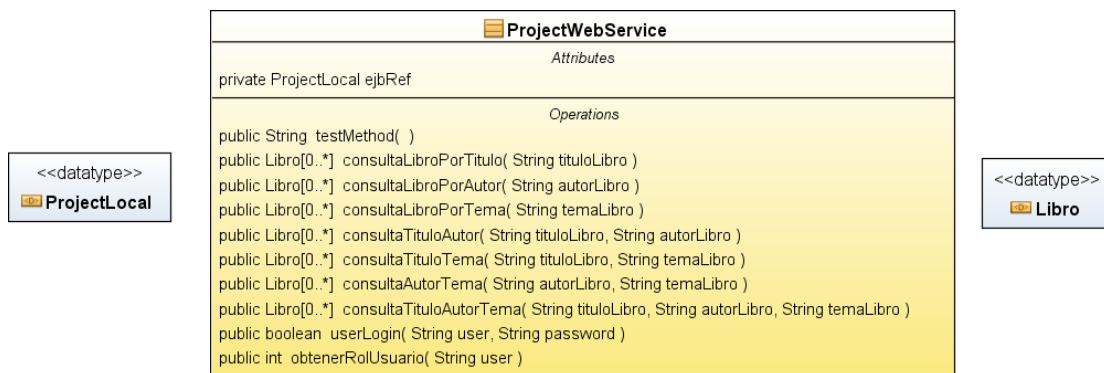 ProjectWebService
Attributes
private ProjectLocal ejbRef
Operations
public String testMethod( )
public Libro[0..*] consultaLibroPorTitulo( String tituloLibro )
public Libro[0..*] consultaLibroPorAutor( String autorLibro )
public Libro[0..*] consultaLibroPorTema( String temaLibro )
public Libro[0..*] consultaTituloAutor( String tituloLibro, String autorLibro )
public Libro[0..*] consultaTituloTema( String tituloLibro, String temaLibro )
public Libro[0..*] consultaAutorTema( String autorLibro, String temaLibro )
public Libro[0..*] consultaTituloAutorTema( String tituloLibro, String autorLibro, String temaLibro )
public boolean userLogin( String user, String password )
public int obtenerRolUsuario( String user )
<<datatype>>
ProjectLocal
<<datatype>>
Libro